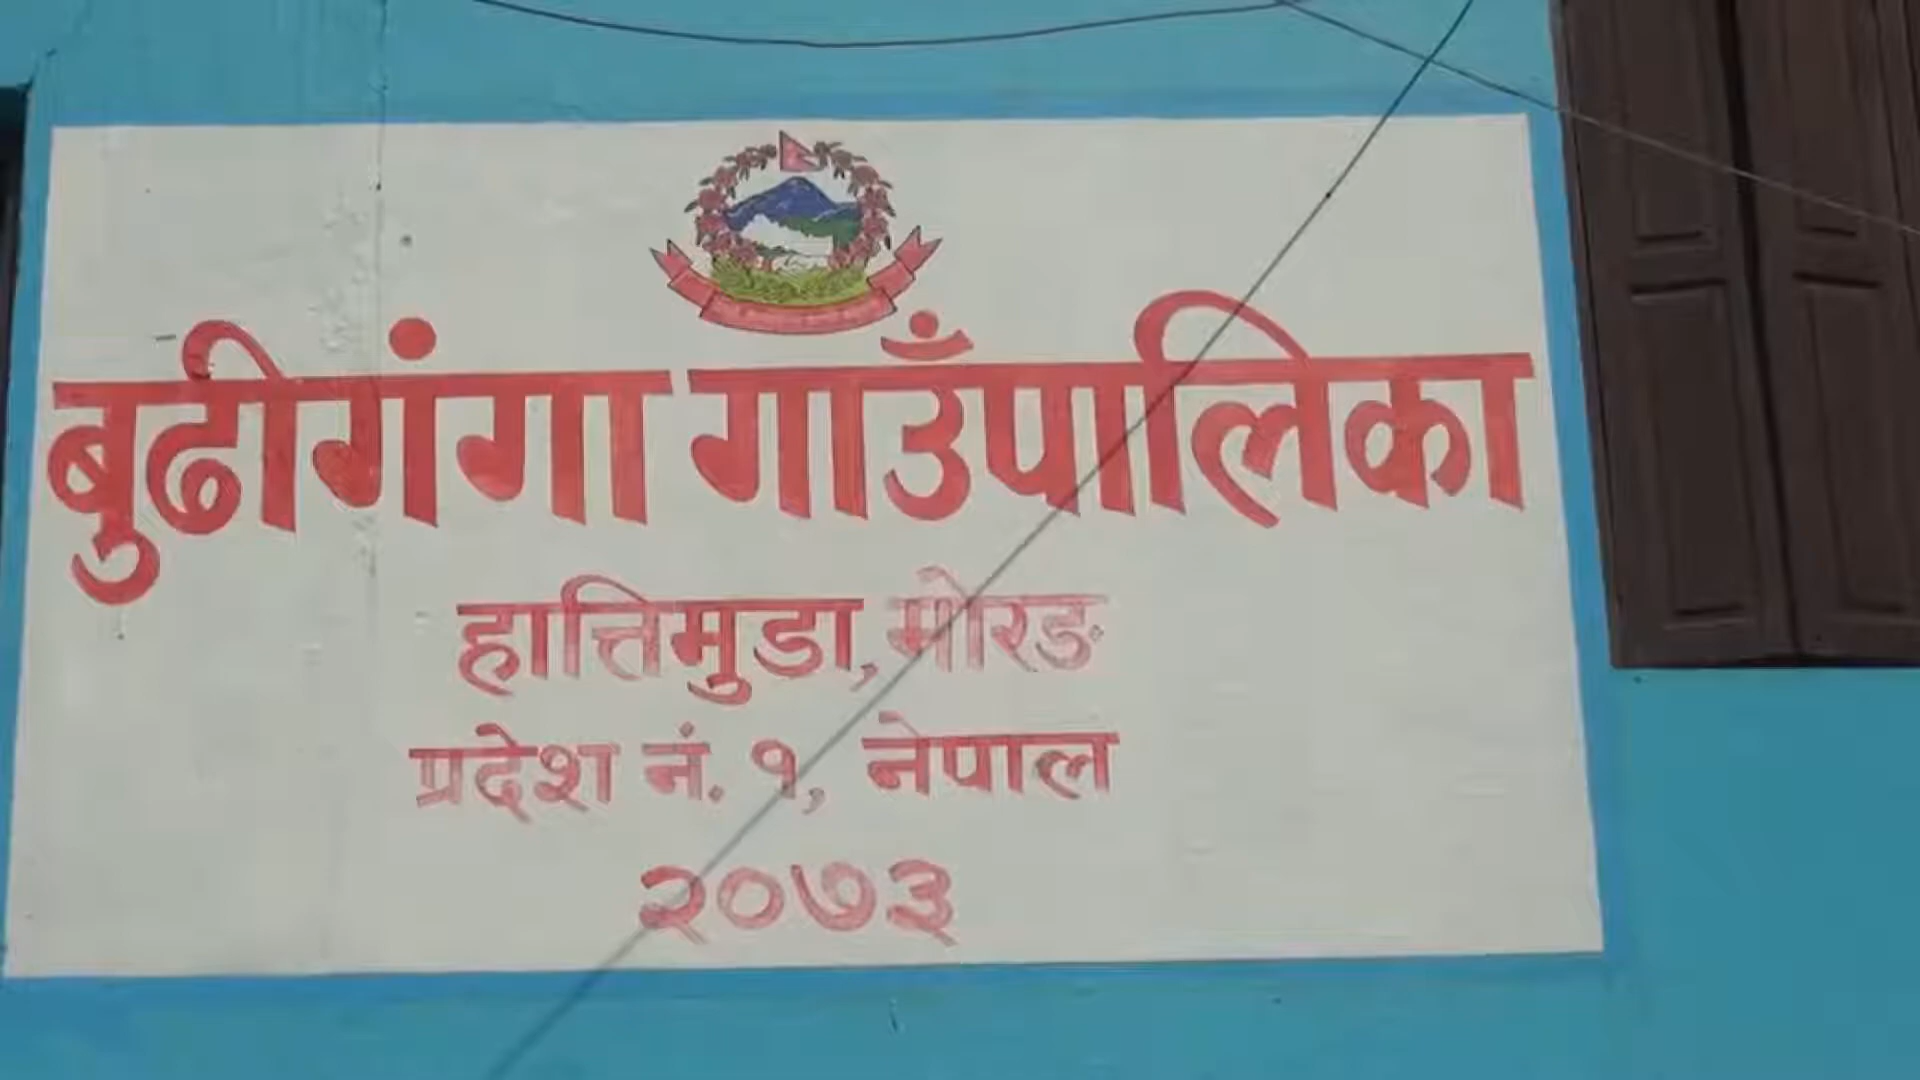 बुढीगंगा गाउँपालिका
हात्तिमुडा, मोरङ
प्रदेश नं. १, नेपाल
२०७३